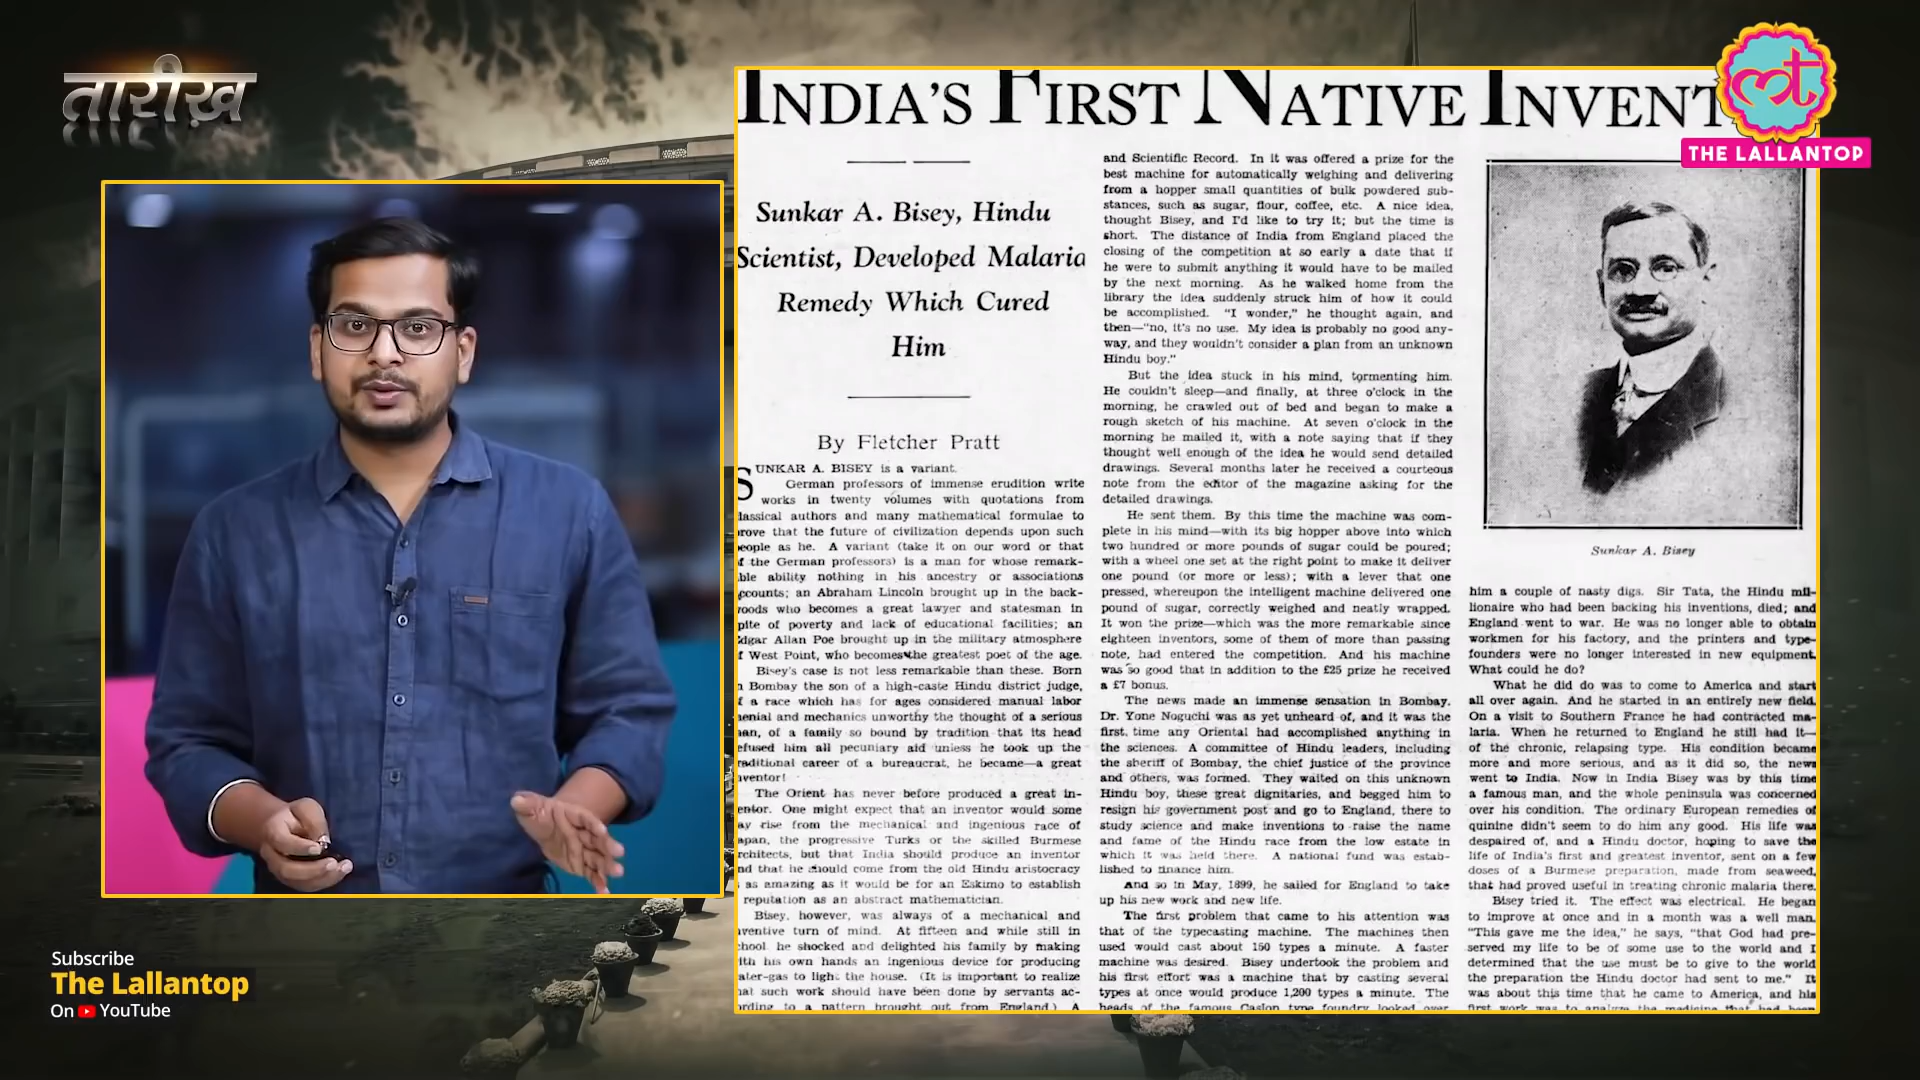 तारीख़
THE LALLANTOP
INDIA'S FIRST NATIVE INVENT
Sunkar A. Bisey, Hindu
Scientist, Developed Malaria
Remedy Which Cured
Him
By Fletcher Pratt
SUNKAR A. BISEY is a variant.
German professors of immense erudition write
works in twenty volumes with quotations from
lassical authors and many mathematical formulae to
rove that the future of civilization depends upon such
eople as he. A variant (take it on our word or that
f the German professors) is a man for whose remark-
ble ability nothing in his ancestry or associations
ccounts; an Abraham Lincoln brought up in the back-
oods who becomes a great lawyer and statesman in
pite of poverty and lack of educational facilities; an
dgar Allan Poe brought up in the military atmosphere
f West Point, who becomes the greatest poet of the age.
Bisey's case is not less remarkable than these. Born
n Bombay the son of a high-caste Hindu district judge,
f a race which has for ages considered manual labor
enial and mechanics unworthy the thought of a serious
an, of a family so bound by tradition that its head
efused him all pecuniary aid unless he took up the
raditional career of a bureaucrat, he became—a great
nventor!
The Orient has never before produced a great in-
entor. One might expect that an inventor would some
ay rise from the mechanical and ingenious race of
apan, the progressive Turks or the skilled Burmese
rchitects, but that India should produce an inventor
nd that he should come from the old Hindu aristocracy
s as amazing as it would be for an Eskimo to establish
reputation as an abstract mathematician.
Bisey, however, was always of a mechanical and
nventive turn of mind. At fifteen and while still in
chool he shocked and delighted his family by making
ith his own hands an ingenious device for producing
ater-gas to light the house. (It is important to realize
hat such work should have been done by servants ac-
ording to a pattern brought out from England.) A
and Scientific Record. In it was offered a prize for the
best machine for automatically weighing and delivering
from a hopper small quantities of bulk powdered sub-
stances, such as sugar, flour, coffee, etc. A nice idea,
thought Bisey, and I'd like to try it; but the time is
short. The distance of India from England placed the
closing of the competition at so early a date that if
he were to submit anything it would have to be mailed
by the next morning. As he walked home from the
library the idea suddenly struck him of how it could
be accomplished. "I wonder," he thought again, and
then—"no, it's no use. My idea is probably no good any-
way, and they wouldn't consider a plan from an unknown
Hindu boy."
But the idea stuck in his mind, tormenting him.
He couldn't sleep—and finally, at three o'clock in the
morning, he crawled out of bed and began to make a
rough sketch of his machine. At seven o'clock in the
morning he mailed it, with a note saying that if they
thought well enough of the idea he would send detailed
drawings. Several months later he received a courteous
note from the editor of the magazine asking for the
detailed drawings.
He sent them. By this time the machine was com-
plete in his mind—with its big hopper above into which
two hundred or more pounds of sugar could be poured;
with a wheel one set at the right point to make it deliver
one pound (or more or less); with a lever that one
pressed, whereupon the intelligent machine delivered one
pound of sugar, correctly weighed and neatly wrapped.
It won the prize—which was the more remarkable since
eighteen inventors, some of them of more than passing
note, had entered the competition. And his machine
was so good that in addition to the £25 prize he received
a £7 bonus.
The news made an immense sensation in Bombay.
Dr. Yone Noguchi was as yet unheard of, and it was the
first time any Oriental had accomplished anything in
the sciences. A committee of Hindu leaders, including
the sheriff of Bombay, the chief justice of the province
and others, was formed. They waited on this unknown
Hindu boy, these great dignitaries, and begged him to
resign his government post and go to England, there to
study science and make inventions to raise the name
and fame of the Hindu race from the low estate in
which it was held there. A national fund was estab-
lished to finance him.
And so in May, 1899, he sailed for England to take
up his new work and new life.
The first problem that came to his attention was
that of the typecasting machine. The machines then
used would cast about 150 types a minute. A faster
machine was desired. Bisey undertook the problem and
his first effort was a machine that by casting several
types at once would produce 1,200 types a minute. The
heads of the famous Caslon type foundry looked over
Sunkar A. Bisey
him a couple of nasty digs. Sir Tata, the Hindu mil-
lionaire who had been backing his inventions, died; and
England went to war. He was no longer able to obtain
workmen for his factory, and the printers and type-
founders were no longer interested in new equipment.
What could he do?
What he did do was to come to America and start
all over again. And he started in an entirely new field.
On a visit to Southern France he had contracted ma-
laria. When he returned to England he still had it—
of the chronic, relapsing type. His condition became
more and more serious, and as it did so, the news
went to India. Now in India Bisey was by this time
a famous man, and the whole peninsula was concerned
over his condition. The ordinary European remedies of
quinine didn't seem to do him any good. His life was
despaired of, and a Hindu doctor, hoping to save the
life of India's first and greatest inventor, sent on a few
doses of a Burmese preparation, made from seaweed,
that had proved useful in treating chronic malaria there.
Bisey tried it. The effect was electrical. He began
to improve at once and in a month was a well man.
"This gave me the idea," he says, "that God had pre-
served my life to be of some use to the world and I
determined that the use must be to give to the world
the preparation the Hindu doctor had sent to me." It
was about this time that he came to America, and his
first work was to analyze the medicine that had been
Subscribe
The Lallantop
On YouTube